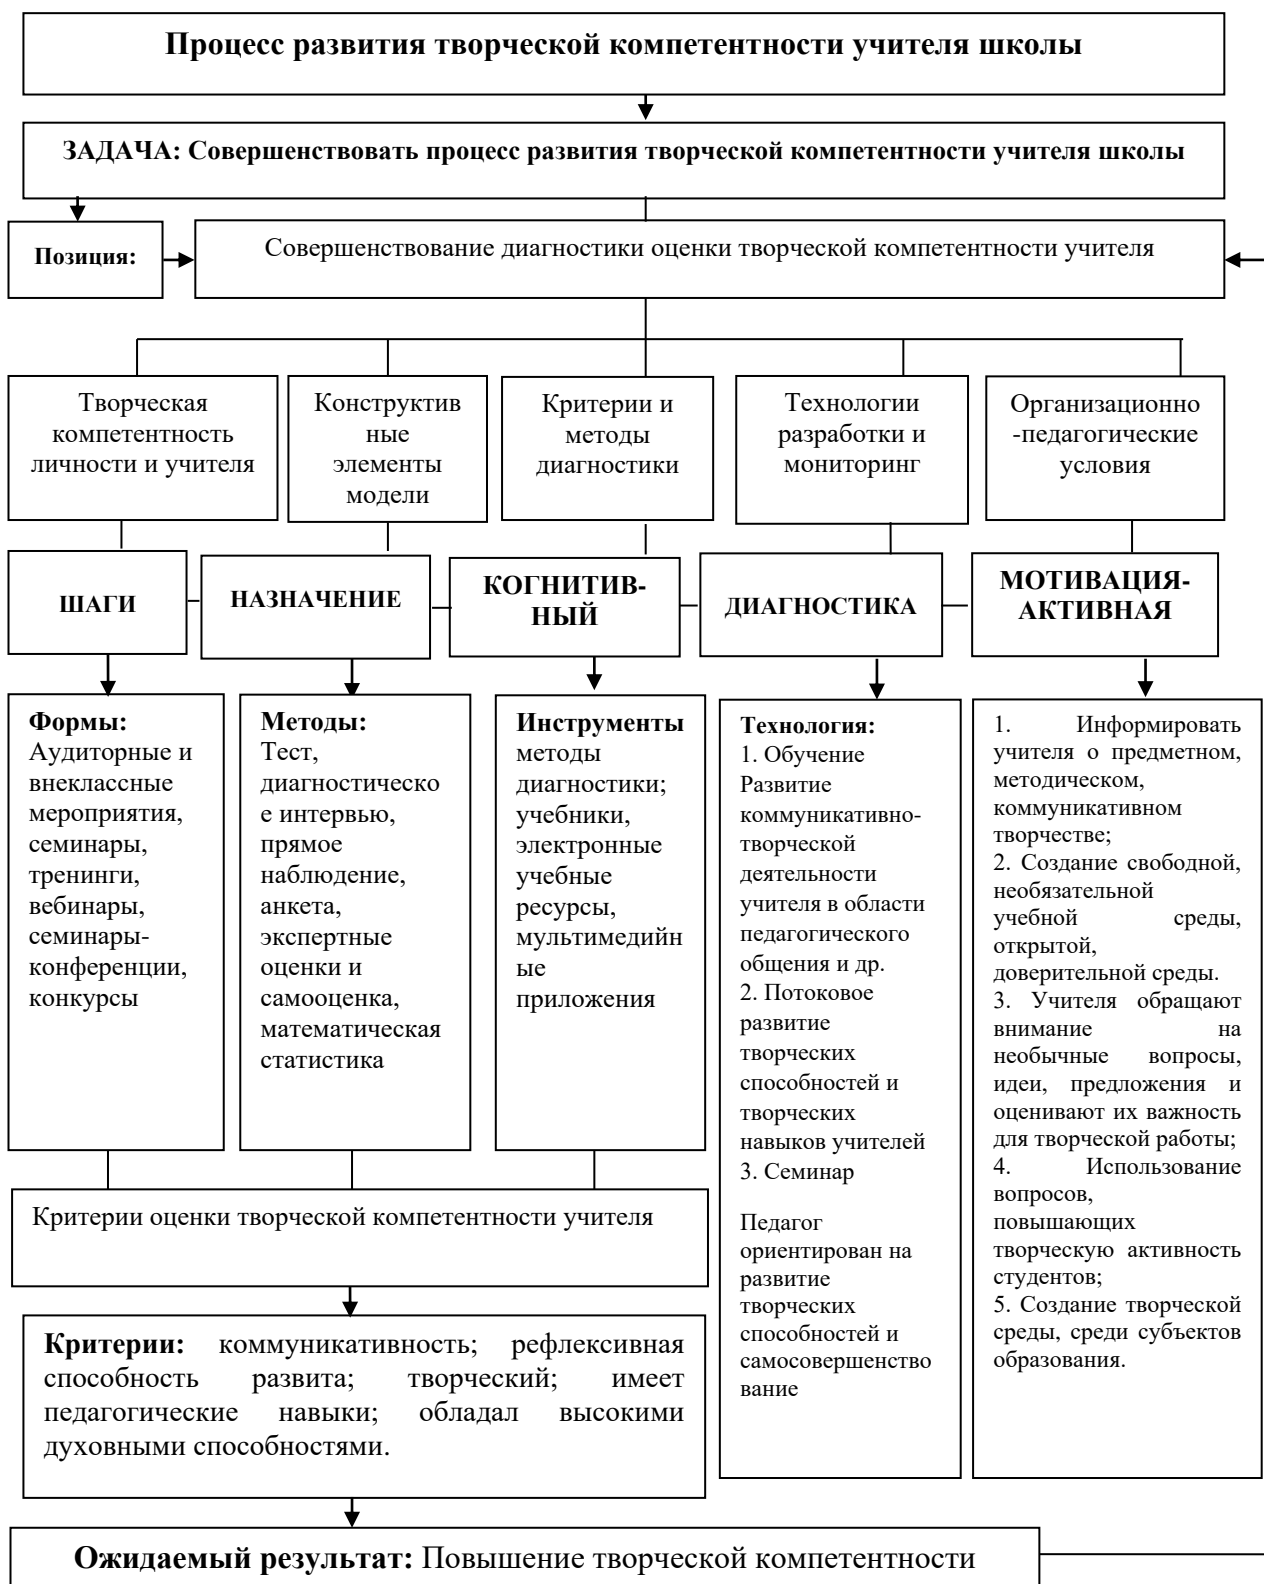 Процесс развития творческой компетентности учителя школы
ЗАДАЧА: Совершенствовать процесс развития творческой компетентности учителя школы
Позиция:
Совершенствование диагностики оценки творческой компетентности учителя
Творческая
компетентность
личности и учителя
Конструктив
ные
элементы
модели
Критерии и
методы
диагностики
Технологии
разработки и
мониторинг
Организационно
-педагогические
условия
ШАГИ
НАЗНАЧЕНИЕ
КОГНИТИВ-
НЫЙ
ДИАГНОСТИКА
МОТИВАЦИЯ-
АКТИВНАЯ
Формы:
Аудиторные и
внеклассные
мероприятия,
семинары,
тренинги,
вебинары,
семинары-
конференции,
конкурсы
Методы:
Тест,
диагностическо
е интервью,
прямое
наблюдение,
анкета,
экспертные
оценки и
самооценка,
математическая
статистика
Инструменты
методы
диагностики;
учебники,
электронные
учебные
ресурсы,
мультимедийн
ые
приложения
Технология:
1. Обучение
Развитие
коммуникативно-
творческой
деятельности
учителя в области
педагогического
общения и др.
2. Потоковое
развитие
творческих
способностей и
творческих
навыков учителей
3. Семинар
Педагог
ориентирован на
развитие
творческих
способностей и
самосовершенство
вание
1. Информировать
учителя о предметном,
методическом,
коммуникативном
творчестве;
2. Создание свободной,
необязательной
учебной среды,
открытой,
доверительной среды.
3. Учителя обращают
внимание на
необычные вопросы,
идеи, предложения и
оценивают их важность
для творческой работы;
4. Использование
вопросов,
повышающих
творческую активность
студентов;
5. Создание творческой
среды, среди субъектов
образования.
Критерии оценки творческой компетентности учителя
Критерии: коммуникативность; рефлексивная
способность развита; творческий; имеет
педагогические навыки; обладал высокими
духовными способностями.
Ожидаемый результат: Повышение творческой компетентности